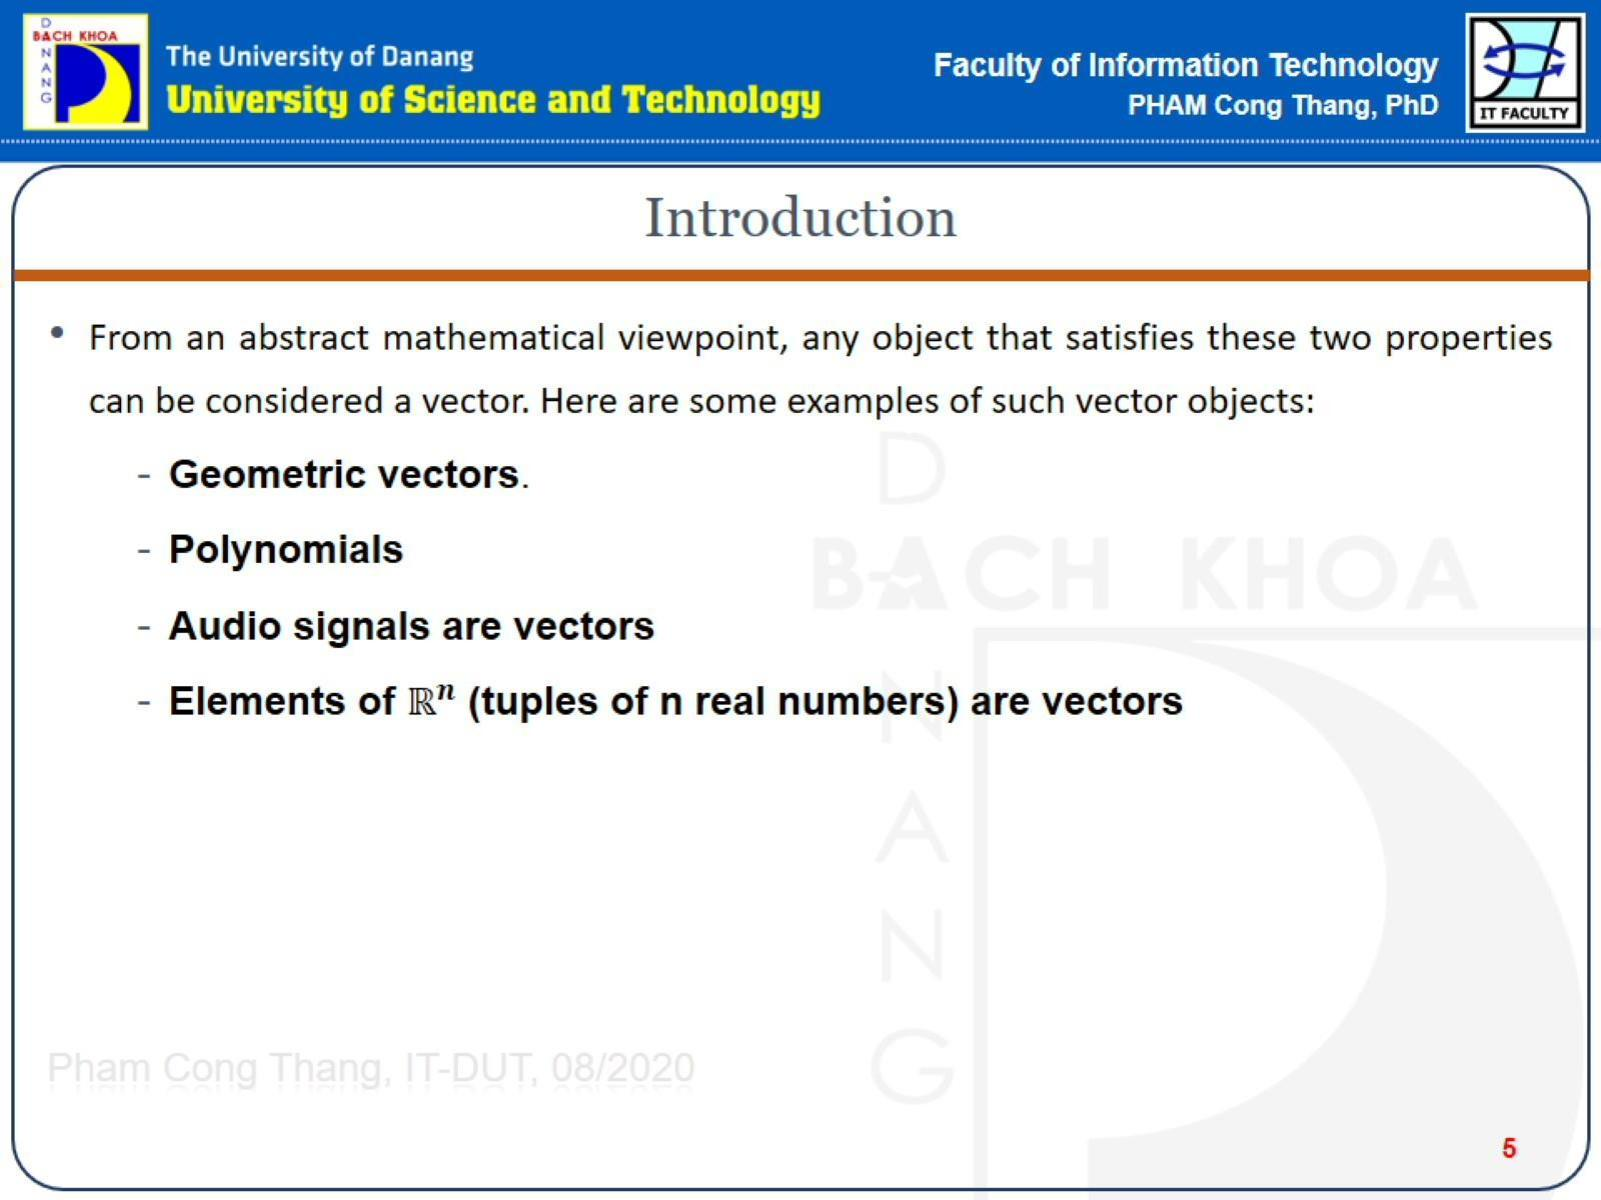 D
BACH KHOA
N
A
N
G
The University of Danang
University of Science and Technology
Faculty of Information Technology
PHAM Cong Thang, PhD
IT FACULTY
Introduction
• From an abstract mathematical viewpoint, any object that satisfies these two properties
can be considered a vector. Here are some examples of such vector objects:
- Geometric vectors.
- Polynomials
- Audio signals are vectors
- Elements of ℝⁿ (tuples of n real numbers) are vectors
D
BACH KHOA
N
A
N
G
Pham Cong Thang, IT-DUT, 08/2020
5